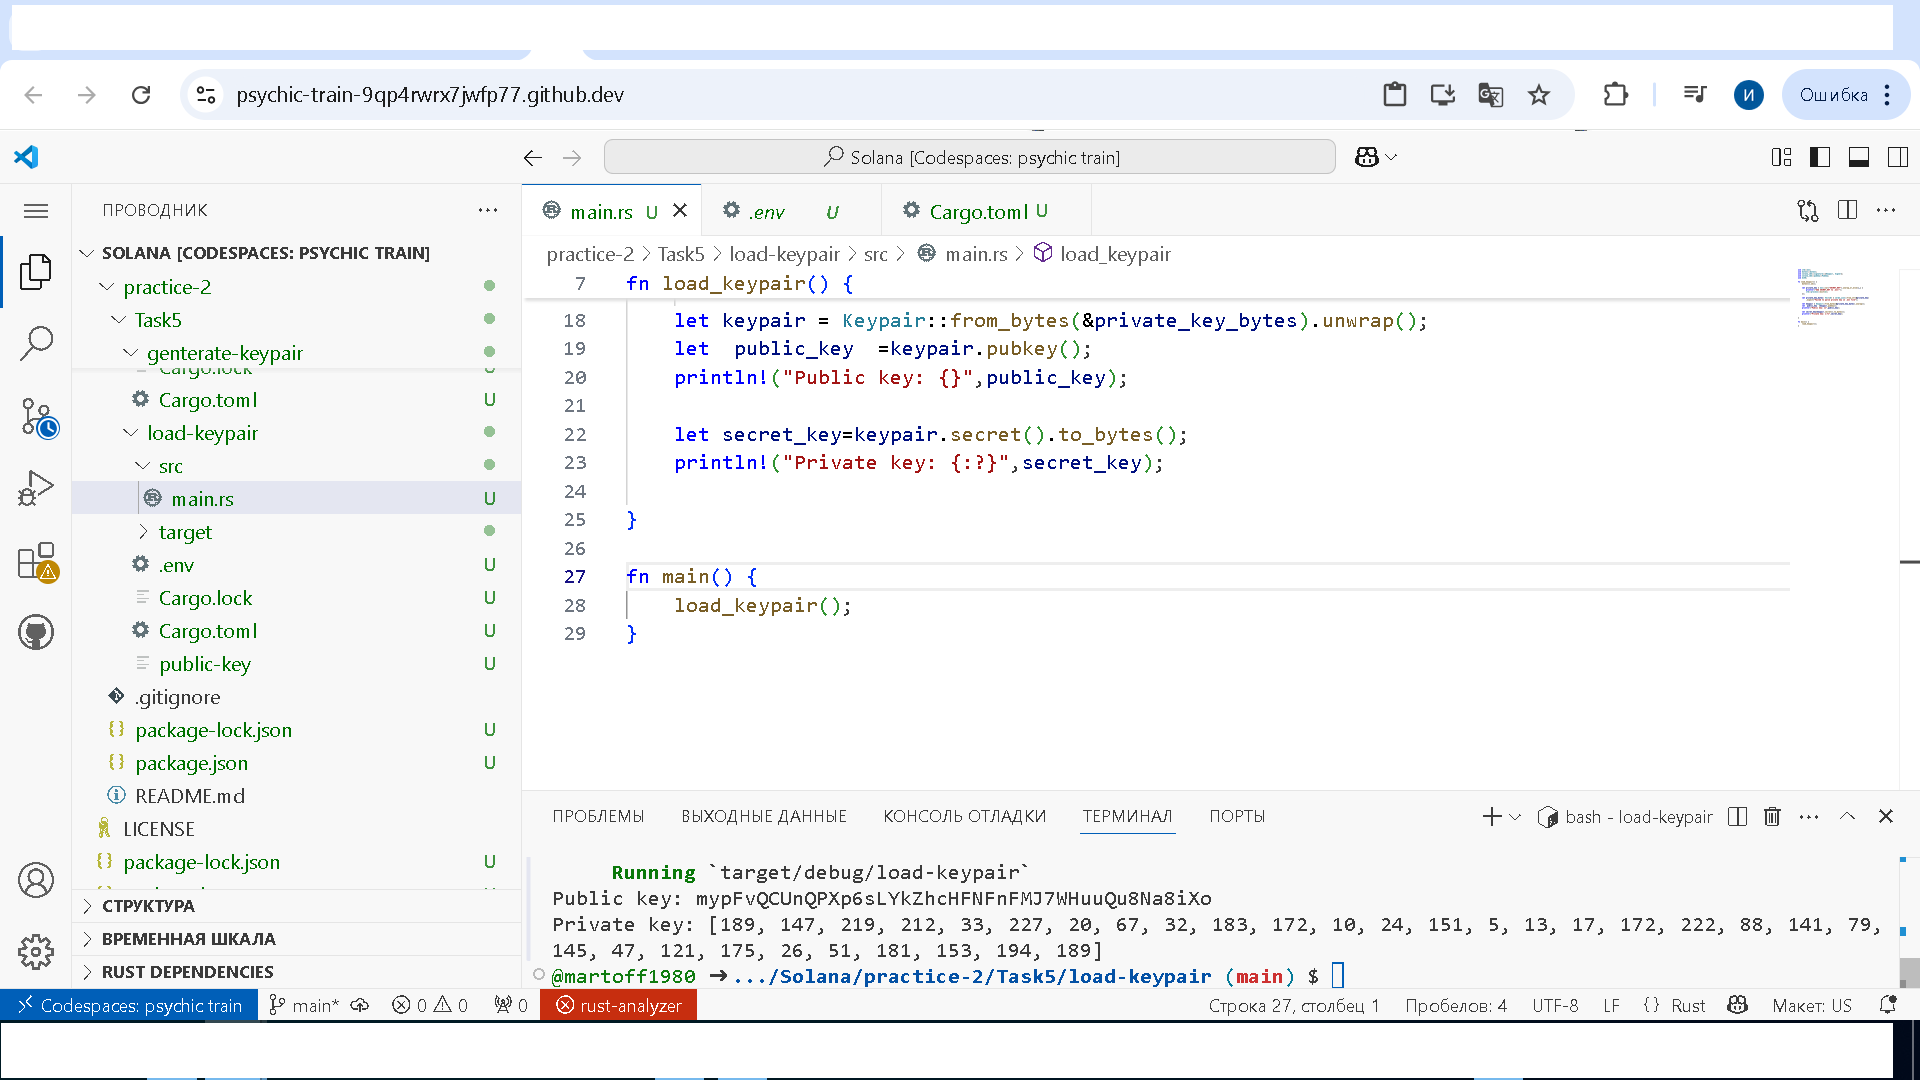 psychic-train-9qp4rwrx7jwfp77.github.dev
И
Ошибка
Solana [Codespaces: psychic train]
ПРОВОДНИК
SOLANA [CODESPACES: PSYCHIC TRAIN]
practice-2
Task5
genterate-keypair
Cargo.lock
Cargo.toml U
load-keypair
src
main.rs U
target
.env U
Cargo.lock U
Cargo.toml U
public-key U
.gitignore
package-lock.json U
package.json U
README.md
LICENSE
package-lock.json U
СТРУКТУРА
ВРЕМЕННАЯ ШКАЛА
RUST DEPENDENCIES
main.rs U
.env U
Cargo.toml U
practice-2 > Task5 > load-keypair > src > main.rs > load_keypair
7 fn load_keypair() {
18 let keypair = Keypair::from_bytes(&private_key_bytes).unwrap();
19 let  public_key  =keypair.pubkey();
20 println!("Public key: {}",public_key);
21
22 let secret_key=keypair.secret().to_bytes();
23 println!("Private key: {:?}",secret_key);
24
25 }
26
27 fn main() {
28 load_keypair();
29 }
ПРОБЛЕМЫ ВЫХОДНЫЕ ДАННЫЕ КОНСОЛЬ ОТЛАДКИ ТЕРМИНАЛ ПОРТЫ
bash - load-keypair
Running `target/debug/load-keypair`
Public key: mypFvQCUnQPXp6sLYkZhcHFNFnFMJ7WHuuQu8Na8iXo
Private key: [189, 147, 219, 212, 33, 227, 20, 67, 32, 183, 172, 10, 24, 151, 5, 13, 17, 172, 222, 88, 141, 79,
145, 47, 121, 175, 26, 51, 181, 153, 194, 189]
@martoff1980 ➜ .../Solana/practice-2/Task5/load-keypair (main) $
Codespaces: psychic train
main*
0 0
0
rust-analyzer
Строка 27, столбец 1
Пробелов: 4
UTF-8
LF
{} Rust
Макет: US